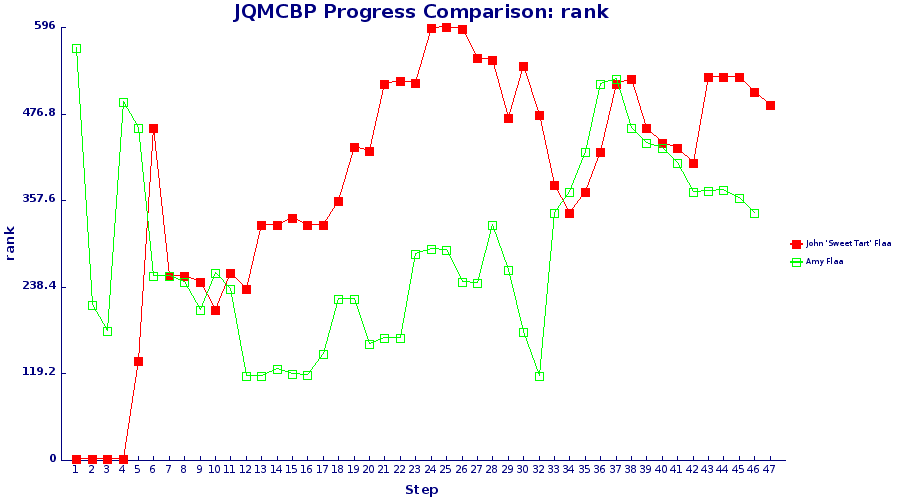 JQMCBP Progress Comparison: rank
596
476.8
357.6
238.4
119.2
0
rank
1 2 3 4 5 6 7 8 9 10 11 12 13 14 15 16 17 18 19 20 21 22 23 24 25 26 27 28 29 30 32 33 34 35 36 37 38 39 40 41 42 43 44 45 46 47
Step
John 'Sweet Tart' Flaa
Amy Flaa